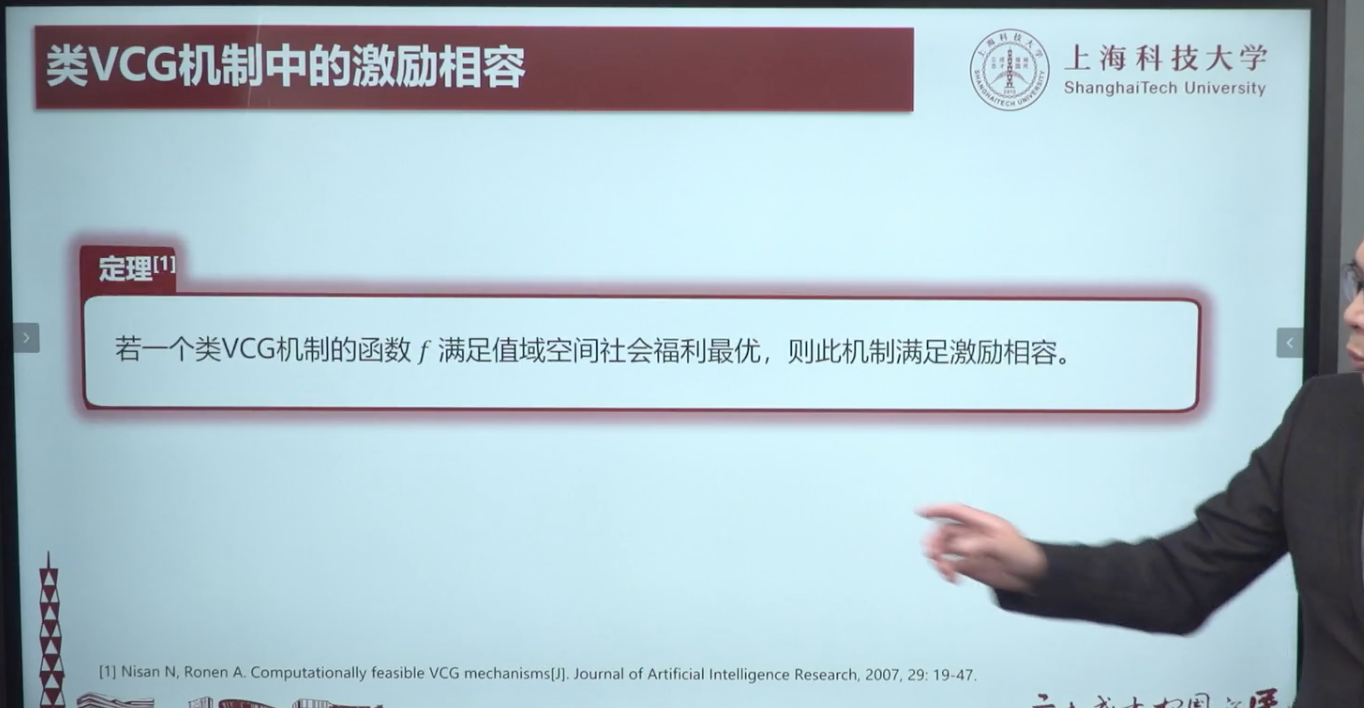 类VCG机制中的激励相容
上海科技大学
ShanghaiTech University
定理[1]
若一个类VCG机制的函数 f 满足值域空间社会福利最优，则此机制满足激励相容。
[1] Nisan N, Ronen A. Computationally feasible VCG mechanisms[J]. Journal of Artificial Intelligence Research, 2007, 29: 19-47.